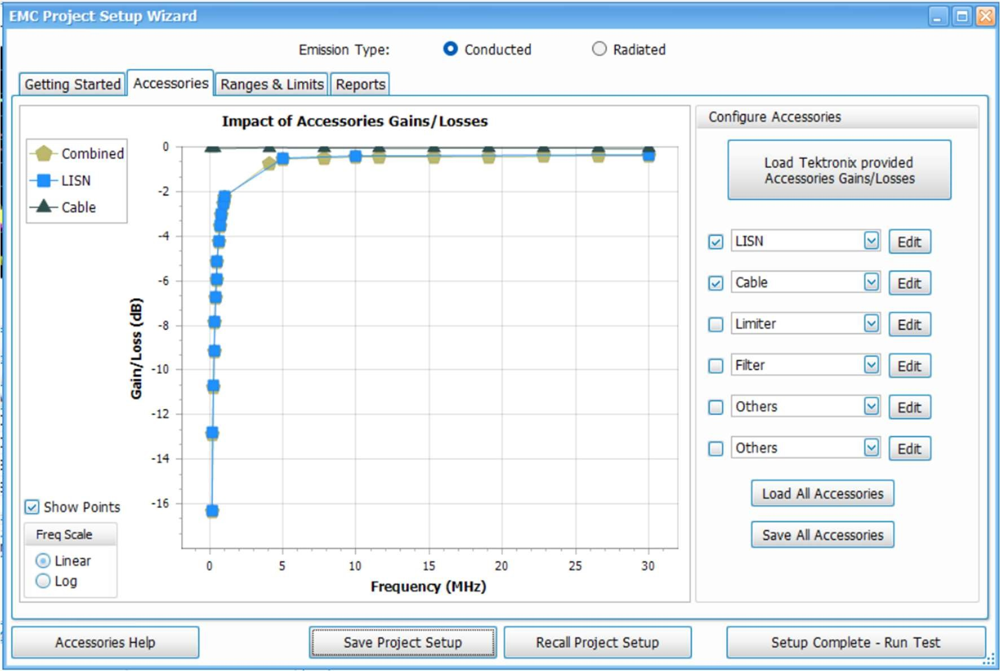 EMC Project Setup Wizard
Emission Type: Conducted Radiated
Getting Started Accessories Ranges & Limits Reports
Impact of Accessories Gains/Losses
Combined
LISN
Cable
0
-2
-4
-6
-8
-10
-12
-14
-16
Gain/Loss (dB)
0 5 10 15 20 25 30
Frequency (MHz)
Show Points
Freq Scale
Linear
Log
Configure Accessories
Load Tektronix provided
Accessories Gains/Losses
LISN Edit
Cable Edit
Limiter Edit
Filter Edit
Others Edit
Others Edit
Load All Accessories
Save All Accessories
Accessories Help Save Project Setup Recall Project Setup Setup Complete - Run Test